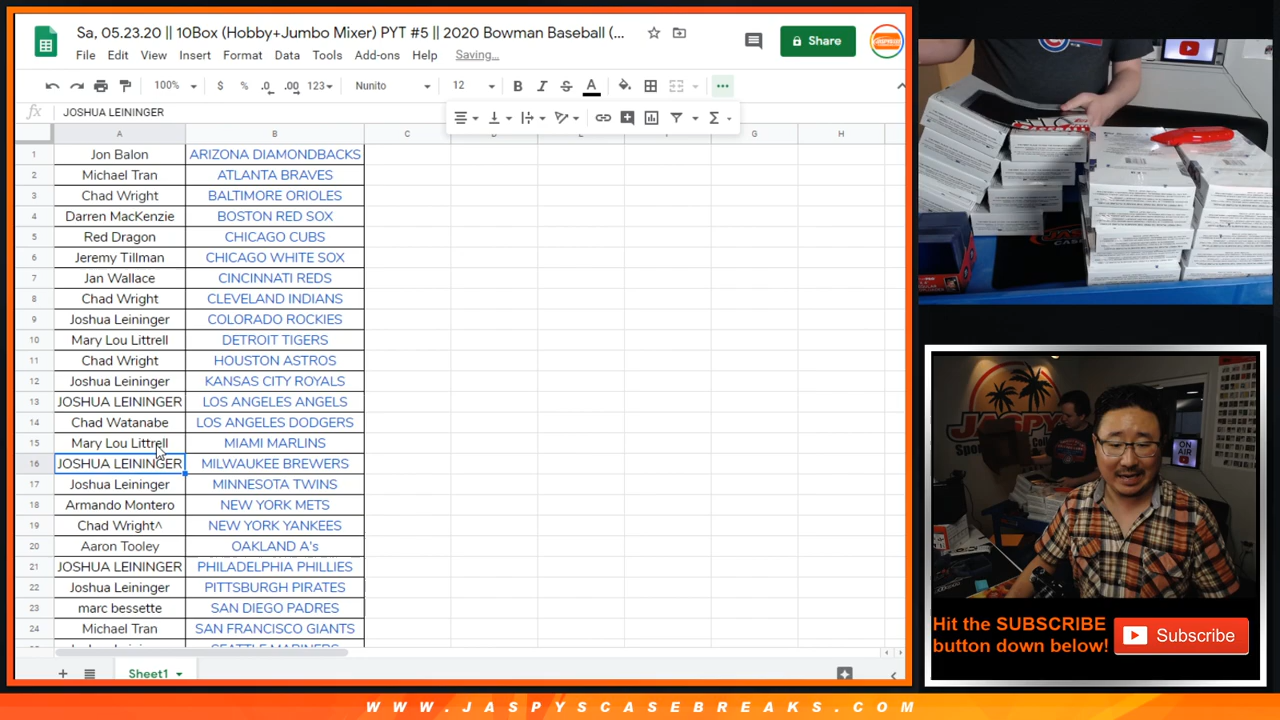 Sa, 05.23.20 || 10Box (Hobby+Jumbo Mixer) PYT #5 || 2020 Bowman Baseball (...
File Edit View Insert Format Data Tools Add-ons Help Saving...
Share
100% $ % .0 .00 123 Nunito 12 B I S A
fx JOSHUA LEININGER
A B C G H
1 Jon Balon ARIZONA DIAMONDBACKS
2 Michael Tran ATLANTA BRAVES
3 Chad Wright BALTIMORE ORIOLES
4 Darren MacKenzie BOSTON RED SOX
5 Red Dragon CHICAGO CUBS
6 Jeremy Tillman CHICAGO WHITE SOX
7 Jan Wallace CINCINNATI REDS
8 Chad Wright CLEVELAND INDIANS
9 Joshua Leininger COLORADO ROCKIES
10 Mary Lou Littrell DETROIT TIGERS
11 Chad Wright HOUSTON ASTROS
12 Joshua Leininger KANSAS CITY ROYALS
13 JOSHUA LEININGER LOS ANGELES ANGELS
14 Chad Watanabe LOS ANGELES DODGERS
15 Mary Lou Littrell MIAMI MARLINS
16 JOSHUA LEININGER MILWAUKEE BREWERS
17 Joshua Leininger MINNESOTA TWINS
18 Armando Montero NEW YORK METS
19 Chad Wright^ NEW YORK YANKEES
20 Aaron Tooley OAKLAND A's
21 JOSHUA LEININGER PHILADELPHIA PHILLIES
22 Joshua Leininger PITTSBURGH PIRATES
23 marc bessette SAN DIEGO PADRES
24 Michael Tran SAN FRANCISCO GIANTS
Sheet1
JASPY'S
ON AIR
Hit the SUBSCRIBE
button down below!
Subscribe
WWW.JASPYSCASEBREAKS.COM